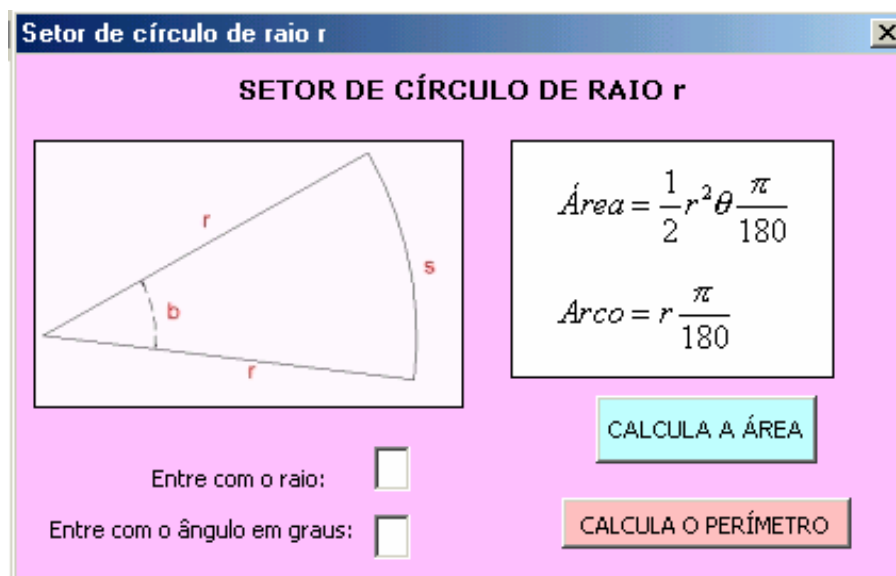 Setor de círculo de raio r
SETOR DE CÍRCULO DE RAIO r
r
s
b
r
Área = 1/2 r² θ π/180
Arco = r π/180
CALCULA A ÁREA
Entre com o raio:
CALCULA O PERÍMETRO
Entre com o ângulo em graus: